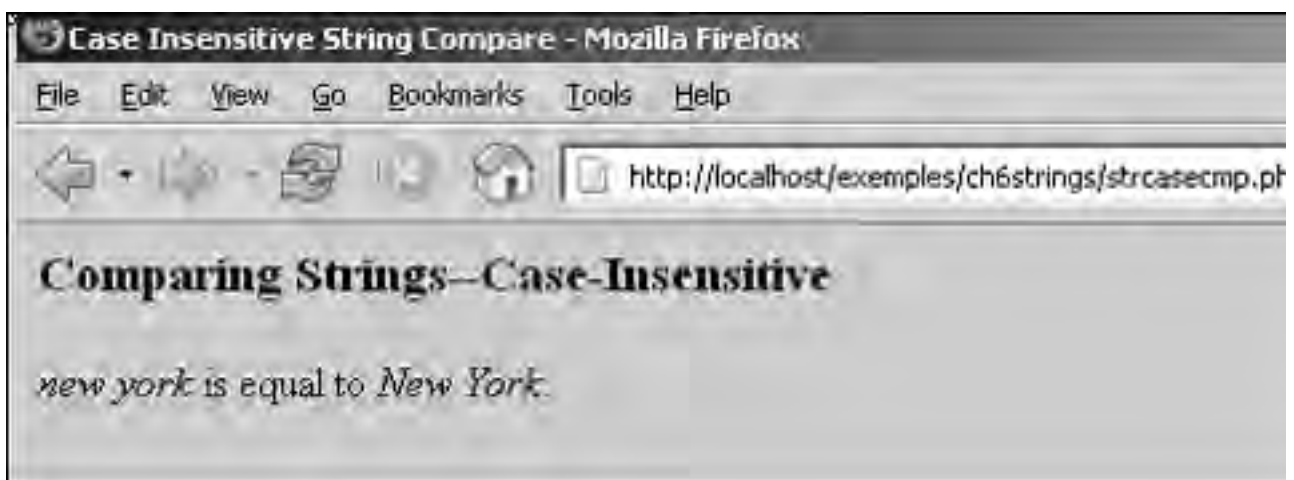 Case Insensitive String Compare - Mozilla Firefox
File Edit View Go Bookmarks Tools Help
http://localhost/exemples/ch6strings/strcasecmp.ph
Comparing Strings--Case-Insensitive
new york is equal to New York.